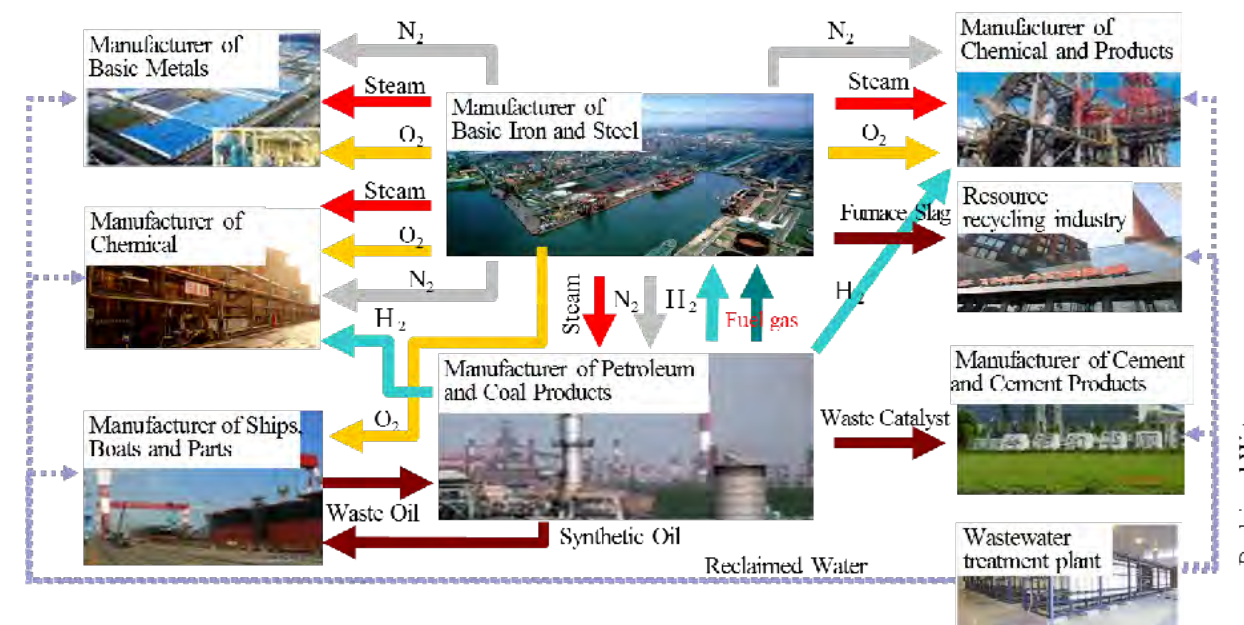 N2
N2
Manufacturer of
Basic Metals
Manufacturer of
Chemical and Products
Steam
Steam
Manufacturer of
Basic Iron and Steel
O2
O2
Steam
Resource
recycling industry
Manufacturer of
Chemical
Furnace Slag
O2
N2
Steam
N2
H2
Fuel gas
H2
H2
Manufacturer of Petroleum
and Coal Products
Manufacturer of Cement
and Cement Products
Manufacturer of Ships,
Boats and Parts
O2
Waste Catalyst
Waste Oil
Synthetic Oil
Wastewater
treatment plant
Reclaimed Water